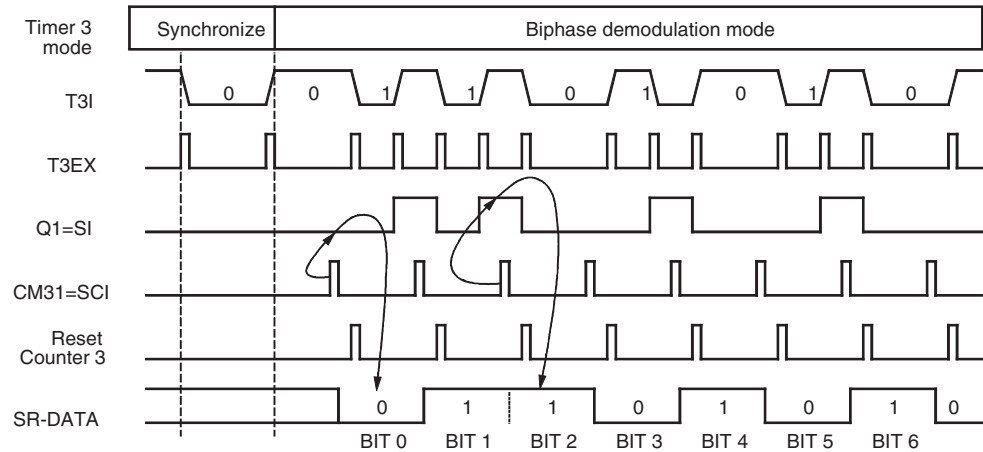 Timer 3 mode Synchronize Biphase demodulation mode
T3I 0 0 1 1 0 1 0 1 0
T3EX
Q1=SI
CM31=SCI
Reset
Counter 3
SR-DATA 0 1 1 0 1 0 1 0
BIT 0 BIT 1 BIT 2 BIT 3 BIT 4 BIT 5 BIT 6